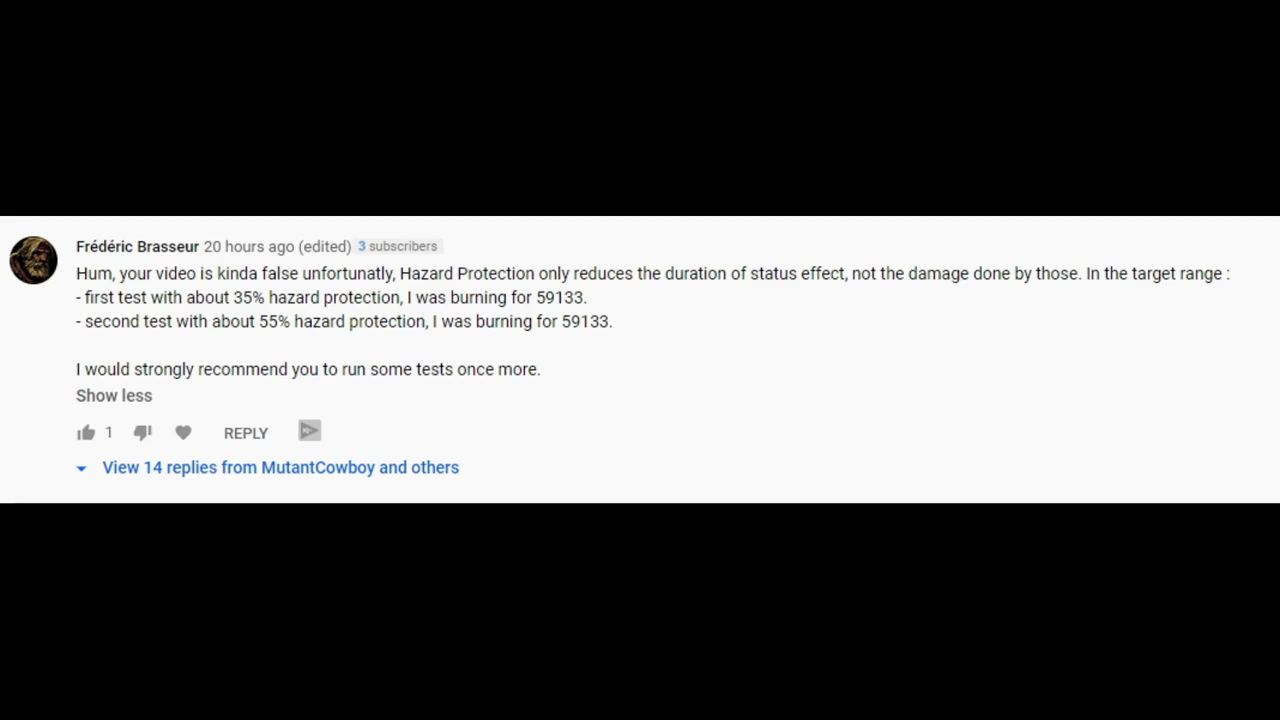 Frédéric Brasseur 20 hours ago (edited) 3 subscribers
Hum, your video is kinda false unfortunatly, Hazard Protection only reduces the duration of status effect, not the damage done by those. In the target range :
- first test with about 35% hazard protection, I was burning for 59133.
- second test with about 55% hazard protection, I was burning for 59133.
I would strongly recommend you to run some tests once more.
Show less
1 REPLY
View 14 replies from MutantCowboy and others